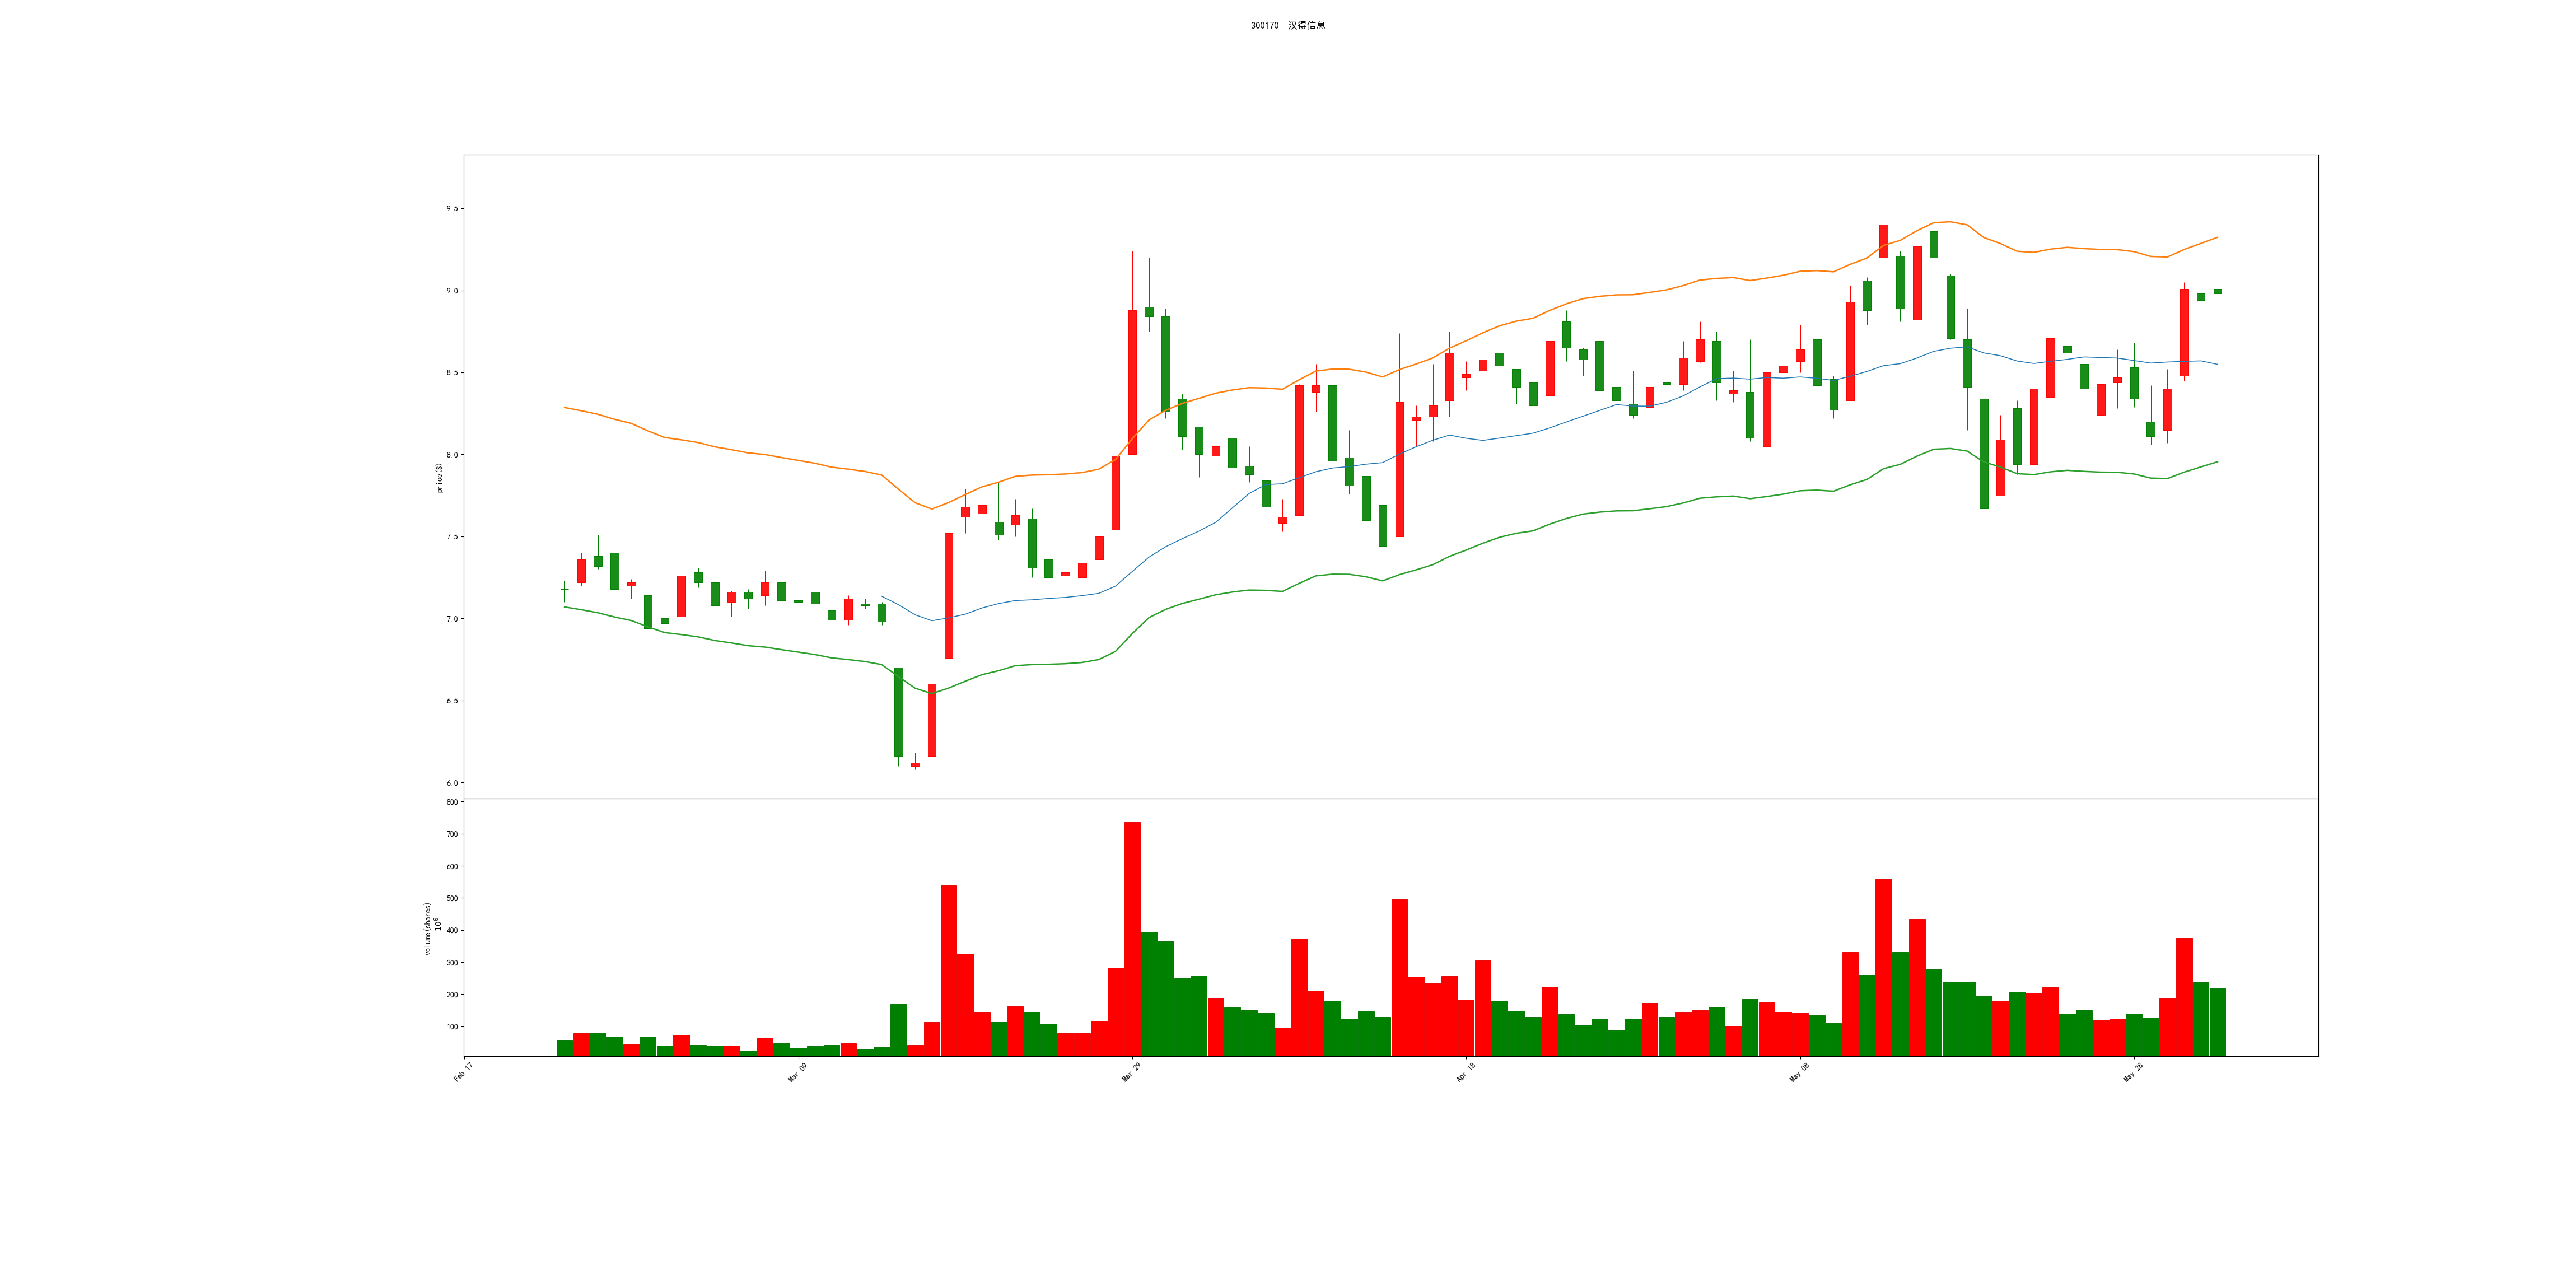 300170  汉得信息
9.5
9.0
8.5
8.0
7.5
7.0
6.5
6.0
price($)
800
700
600
500
400
300
200
100
volume(shares)
10^6
Feb 17
Mar 09
Mar 29
Apr 18
May 08
May 28